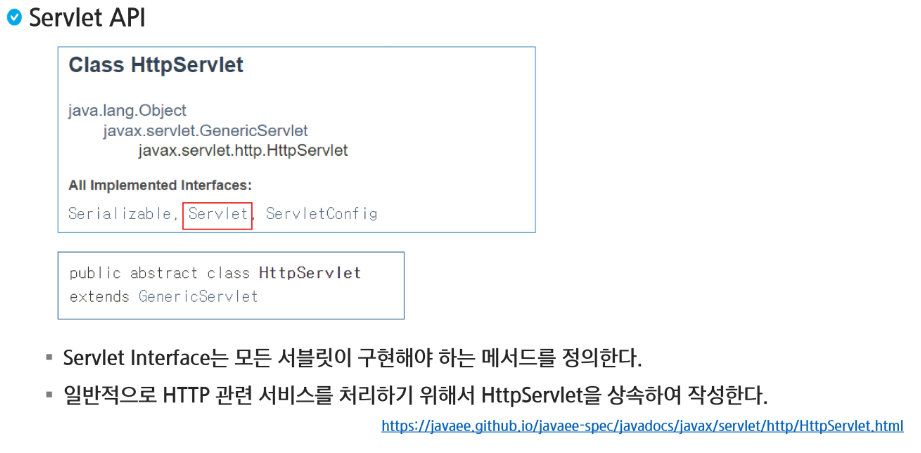 Servlet API
Class HttpServlet
java.lang.Object
javax.servlet.GenericServlet
javax.servlet.http.HttpServlet
All Implemented Interfaces:
Serializable, Servlet, ServletConfig
public abstract class HttpServlet
extends GenericServlet
▪ Servlet Interface는 모든 서블릿이 구현해야 하는 메서드를 정의한다.
▪ 일반적으로 HTTP 관련 서비스를 처리하기 위해서 HttpServlet을 상속하여 작성한다.
https://javaee.github.io/javaee-spec/javadocs/javax/servlet/http/HttpServlet.html